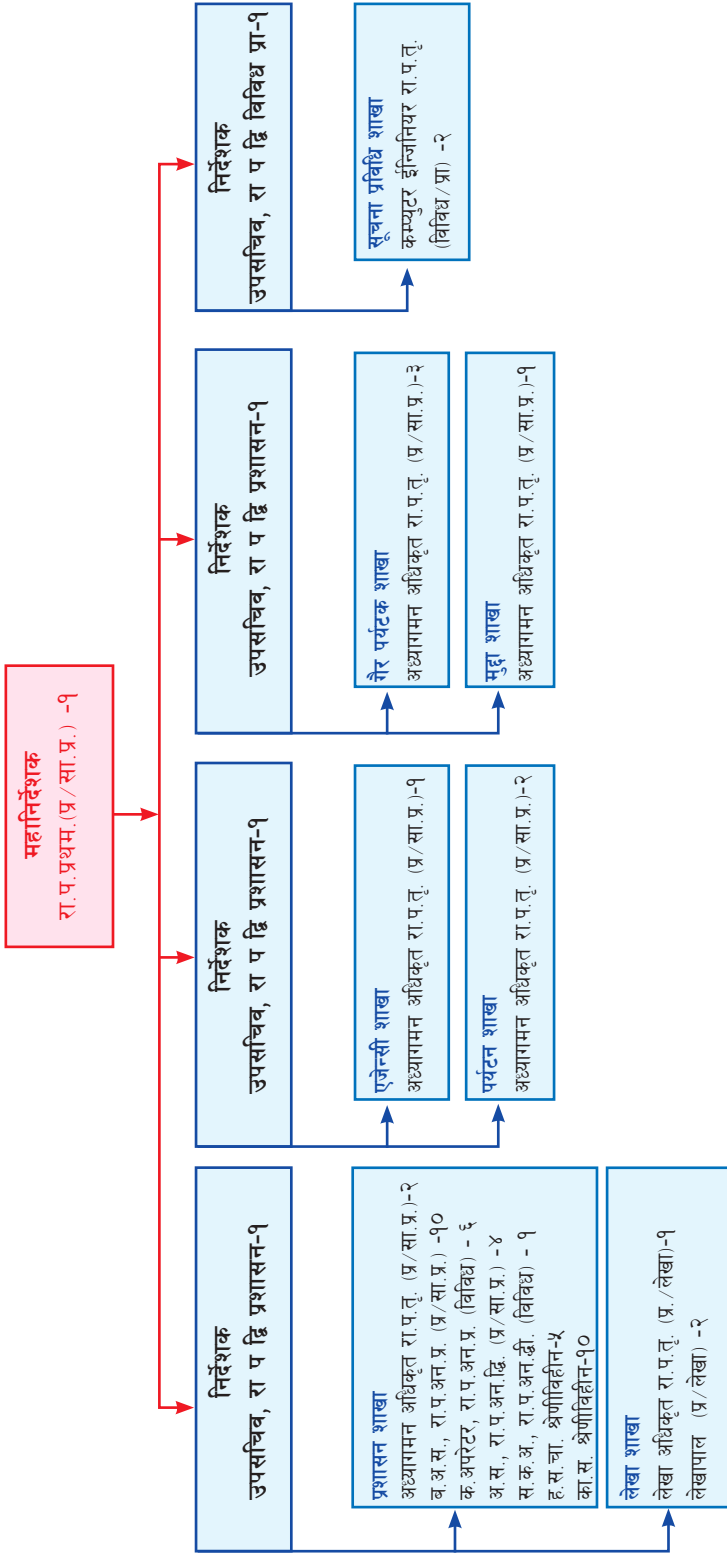 महानिर्देशक
रा.प.प्रथम.(प्र/सा.प्र.) -१
निर्देशक
उपसचिव, रा प द्वि प्रशासन-१
प्रशासन शाखा
अध्यागमन अधिकृत रा.प.तृ. (प्र/सा.प्र.)-२
ब.अ.स., रा.प.अन.प्र. (प्र/सा.प्र.) -१०
क.अपरेटर, रा.प.अन.प्र. (विविध) - ६
अ.स., रा.प.अन.द्वि. (प्र/सा.प्र.) -४
स.क.अ., रा.प.अन.द्वी. (विविध) - १
ह.स.चा. श्रेणीविहीन-५
का.स. श्रेणीविहीन-१०
लेखा शाखा
लेखा अधिकृत रा.प.तृ. (प्र./लेखा)-१
लेखापाल (प्र/लेखा) -२
निर्देशक
उपसचिव, रा प द्वि प्रशासन-१
एजेन्सी शाखा
अध्यागमन अधिकृत रा.प.तृ. (प्र/सा.प्र.)-१
पर्यटन शाखा
अध्यागमन अधिकृत रा.प.तृ. (प्र/सा.प्र.)-२
निर्देशक
उपसचिव, रा प द्वि प्रशासन-१
गैर पर्यटक शाखा
अध्यागमन अधिकृत रा.प.तृ. (प्र/सा.प्र.)-३
मुद्दा शाखा
अध्यागमन अधिकृत रा.प.तृ. (प्र/सा.प्र.)-१
निर्देशक
उपसचिव, रा प द्वि विविध प्रा-१
सूचना प्रविधि शाखा
कम्प्युटर ईन्जिनियर रा.प.तृ.
(विविध/प्रा) -२